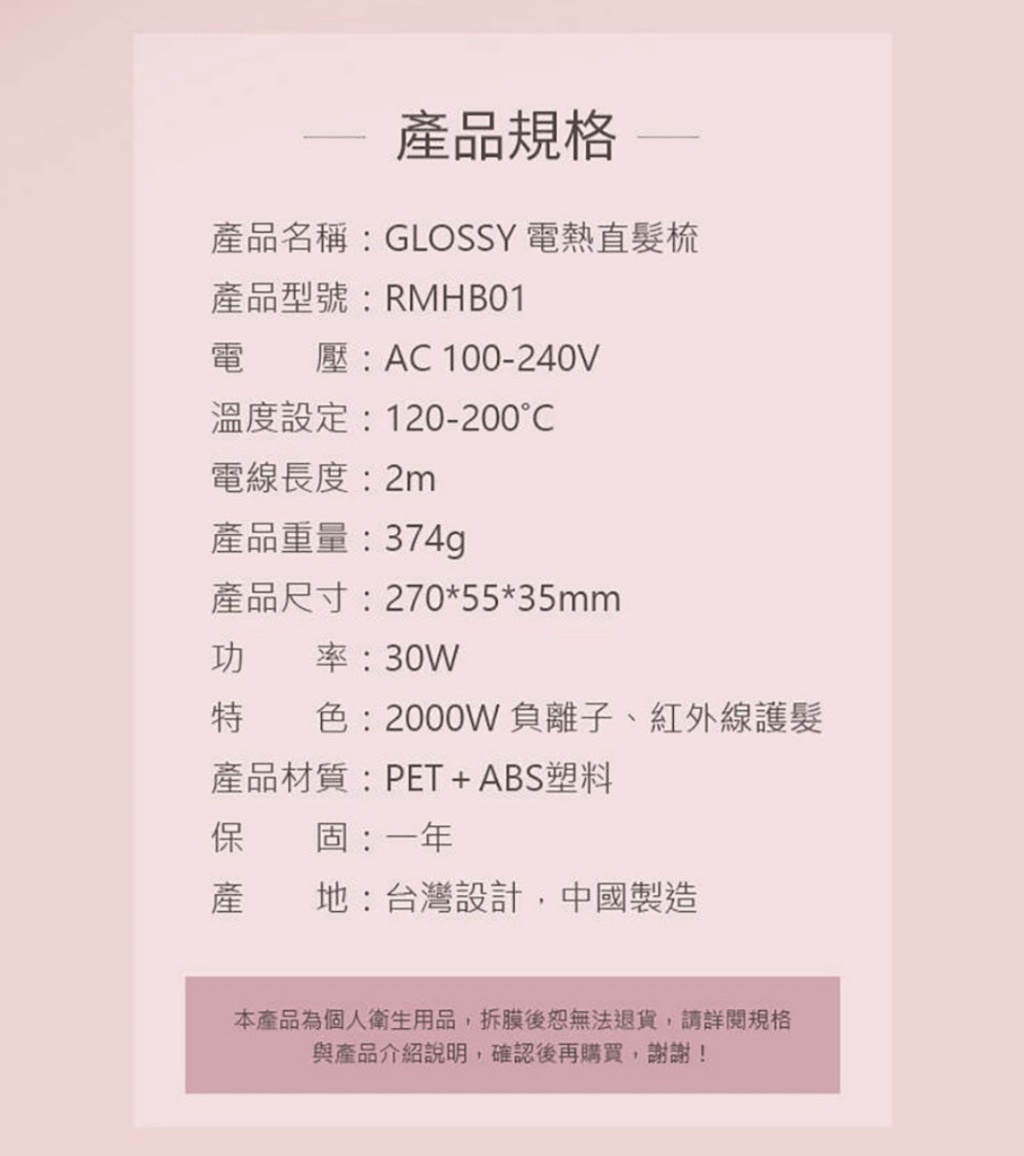 產品規格
產品名稱：GLOSSY 電熱直髮梳
產品型號：RMHB01
電　　壓：AC 100-240V
溫度設定：120-200°C
電線長度：2m
產品重量：374g
產品尺寸：270*55*35mm
功　　率：30W
特　　色：2000W 負離子、紅外線護髮
產品材質：PET + ABS塑料
保　　固：一年
產　　地：台灣設計，中國製造
本產品為個人衛生用品，拆膜後恕無法退貨，請詳閱規格
與產品介紹說明，確認後再購買，謝謝！